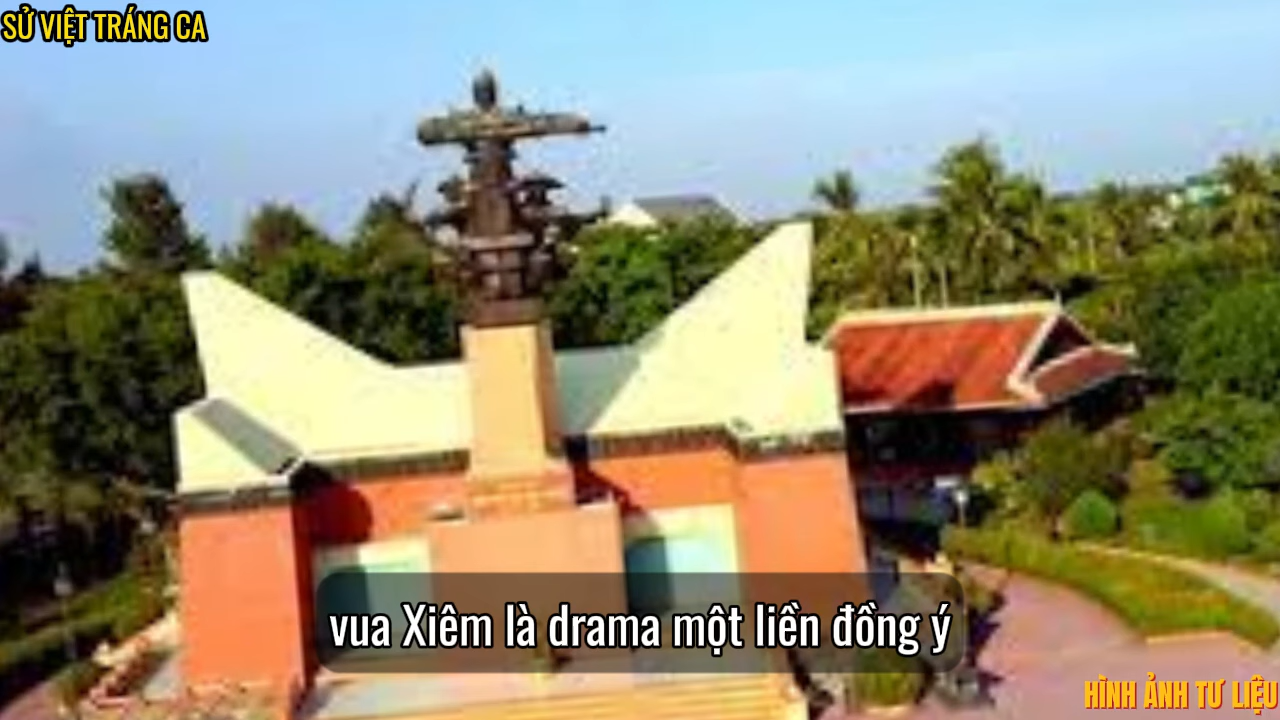 SỬ VIỆT TRÁNG CA
vua Xiêm là drama một liền đồng ý
HÌNH ẢNH TƯ LIỆU